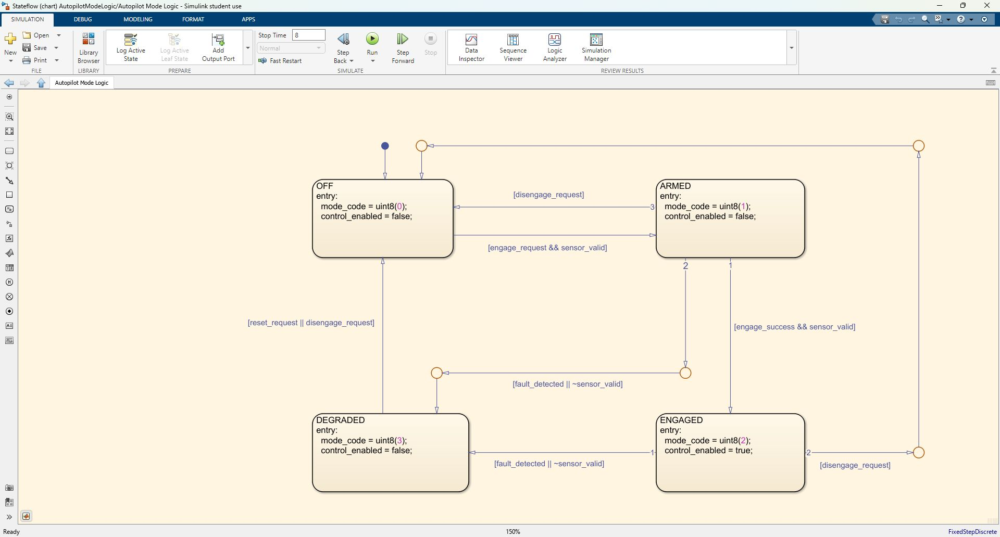 Stateflow (chart) AutopilotModeLogic/Autopilot Mode Logic - Simulink student use
SIMULATION
DEBUG
MODELING
FORMAT
APPS
New
Open
Save
Print
FILE
Library
Browser
LIBRARY
Log Active
State
Log Active
Leaf State
Add
Output Port
PREPARE
Stop Time
8
Normal
Fast Restart
Step
Back
Run
Step
Forward
Stop
SIMULATE
Data
Inspector
Sequence
Viewer
Logic
Analyzer
Simulation
Manager
REVIEW RESULTS
Autopilot Mode Logic
OFF
entry:
mode_code = uint8(0);
control_enabled = false;
[disengage_request]
3
[engage_request && sensor_valid]
ARMED
entry:
mode_code = uint8(1);
control_enabled = false;
2
1
[reset_request || disengage_request]
[engage_success && sensor_valid]
[fault_detected || ~sensor_valid]
DEGRADED
entry:
mode_code = uint8(3);
control_enabled = false;
1
[fault_detected || ~sensor_valid]
ENGAGED
entry:
mode_code = uint8(2);
control_enabled = true;
2
[disengage_request]
Ready
150%
FixedStepDiscrete